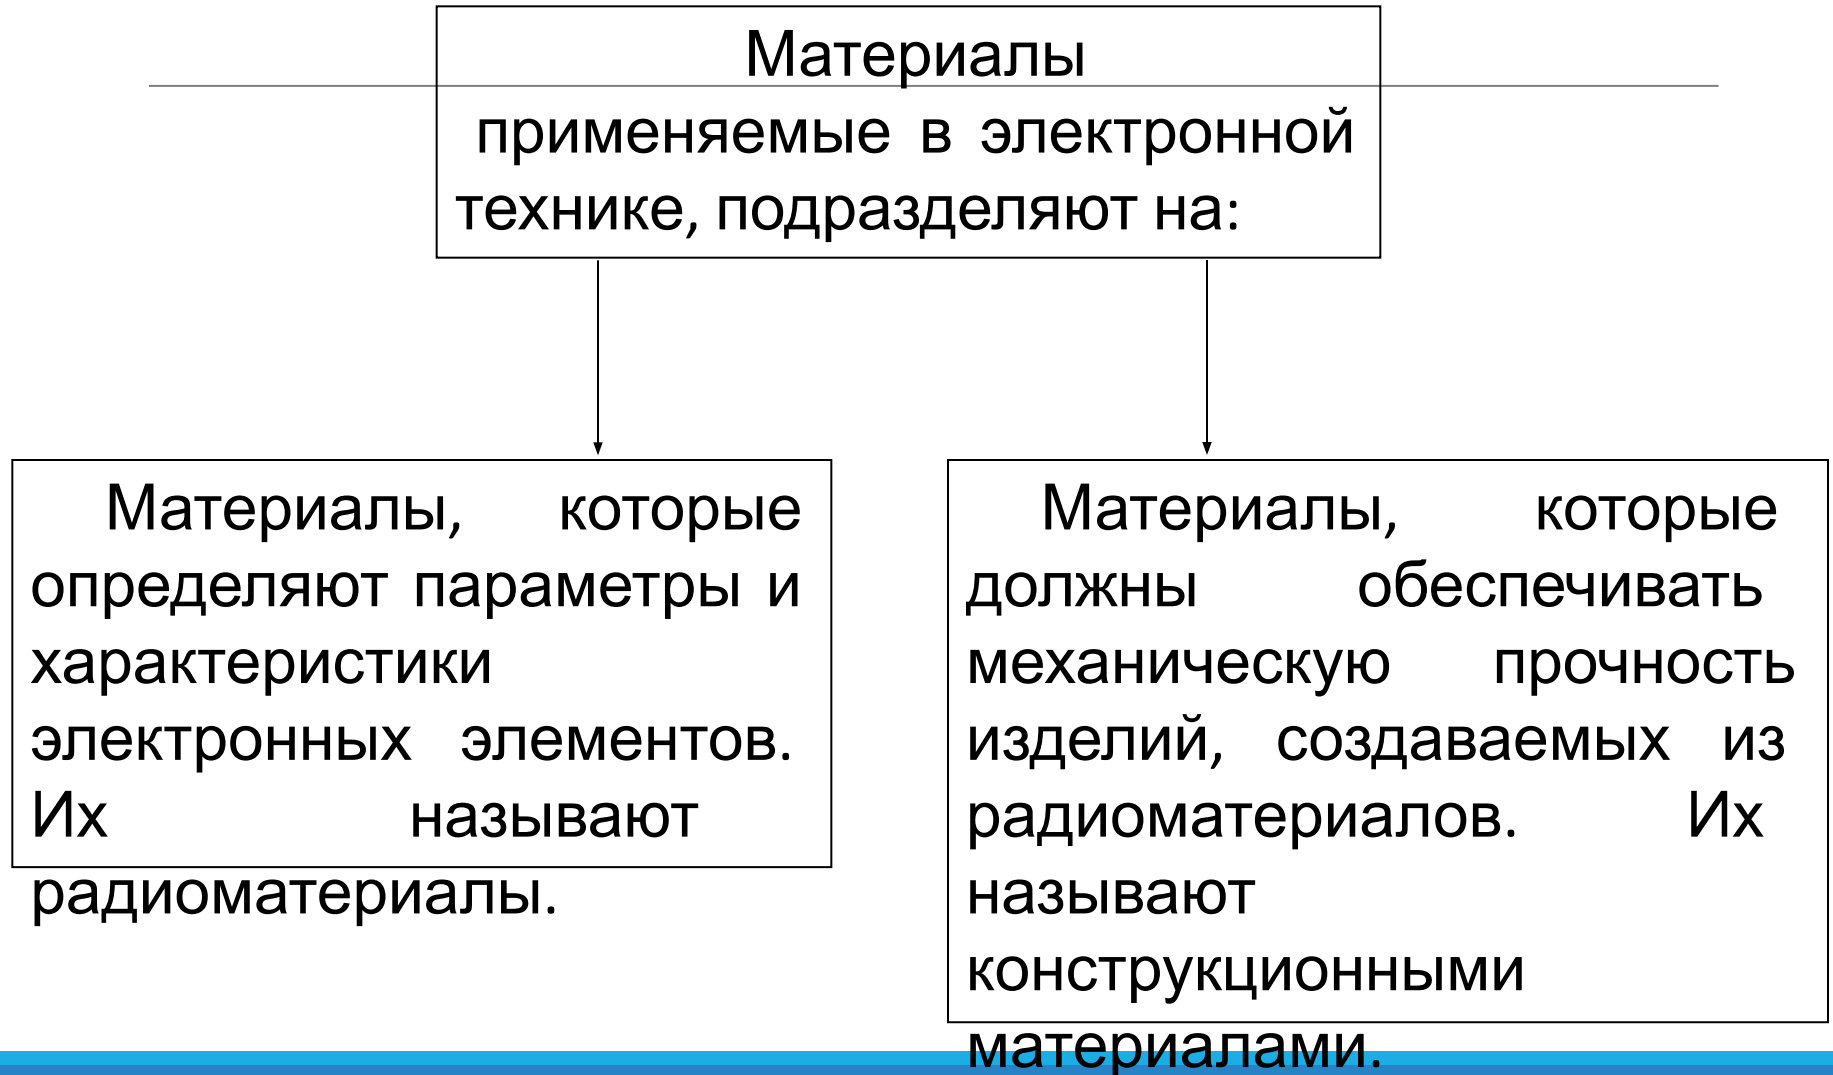 Материалы
применяемые в электронной
технике, подразделяют на:
Материалы, которые
определяют параметры и
характеристики
электронных элементов.
Их называют
радиоматериалы.
Материалы, которые
должны обеспечивать
механическую прочность
изделий, создаваемых из
радиоматериалов. Их
называют
конструкционными
материалами.